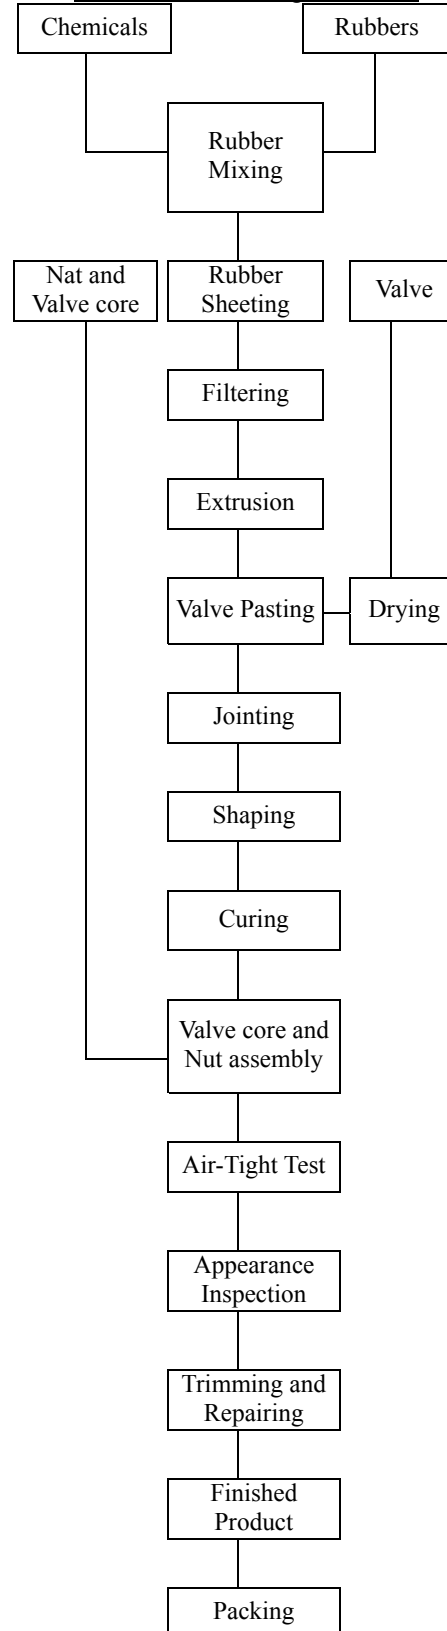 Chemicals
Rubbers
Rubber
Mixing
Nat and
Valve core
Rubber
Sheeting
Valve
Filtering
Extrusion
Valve Pasting
Drying
Jointing
Shaping
Curing
Valve core and
Nut assembly
Air-Tight Test
Appearance
Inspection
Trimming and
Repairing
Finished
Product
Packing